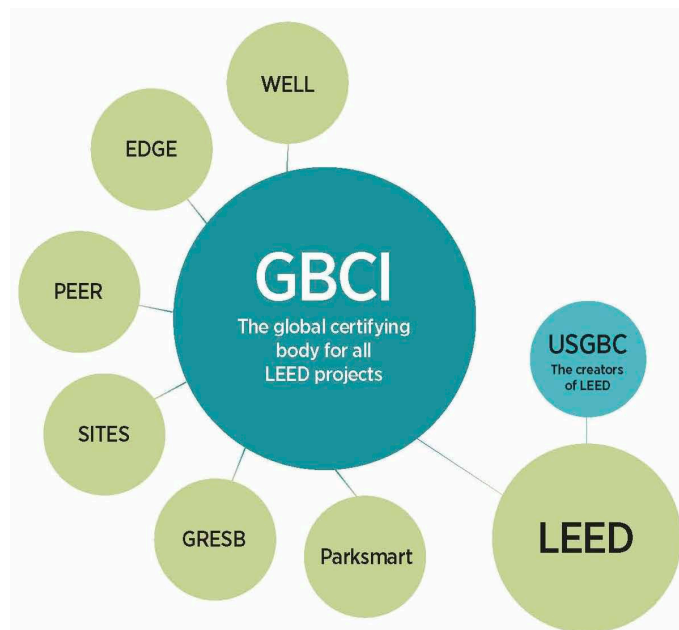 WELL
EDGE
PEER
GBCI
The global certifying
body for all
LEED projects
USGBC
The creators
of LEED
SITES
GRESB
Parksmart
LEED